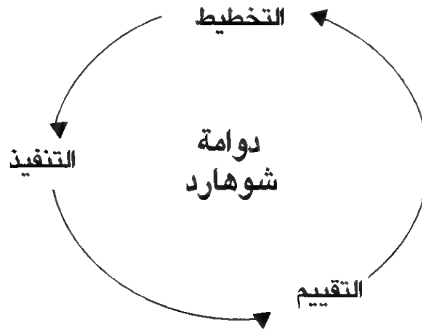 التخطيط
دوامة
شوهارد
التنفيذ
التقييم